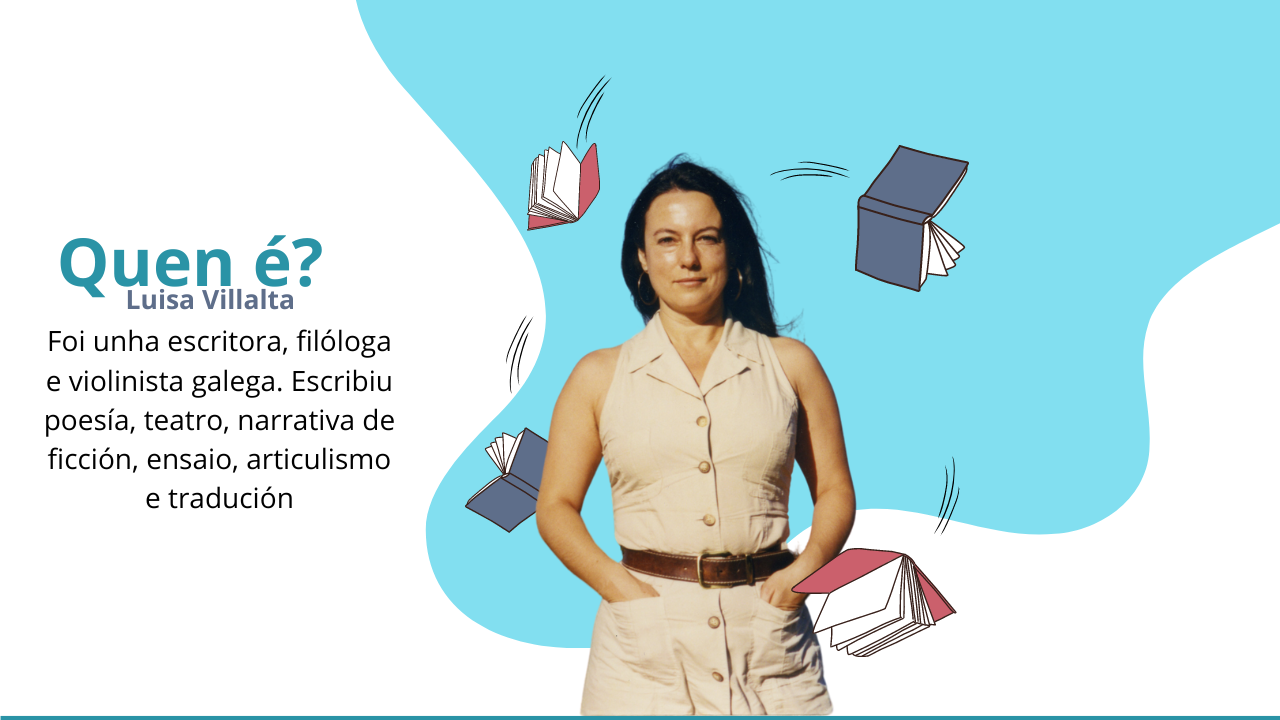 Quen é?
Luisa Villalta
Foi unha escritora, filóloga
e violinista galega. Escribiu
poesía, teatro, narrativa de
ficción, ensaio, articulismo
e tradución